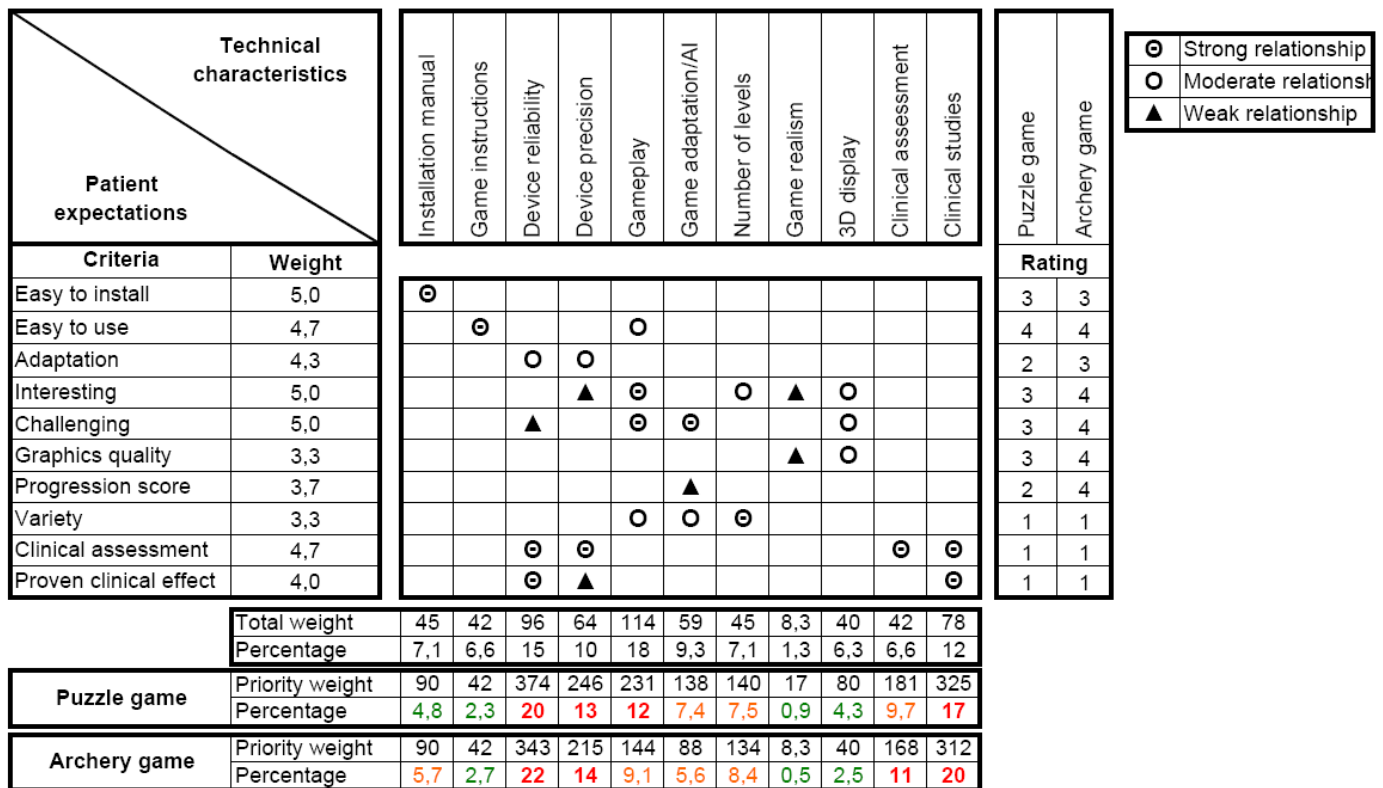 Technical
characteristics
Patient
expectations
Installation manual
Game instructions
Device reliability
Device precision
Gameplay
Game adaptation/AI
Number of levels
Game realism
3D display
Clinical assessment
Clinical studies
Puzzle game
Archery game
Θ Strong relationship
O Moderate relationsh
▲ Weak relationship
Criteria Weight Rating
Easy to install 5,0 Θ 3 3
Easy to use 4,7 Θ O 4 4
Adaptation 4,3 O O 2 3
Interesting 5,0 ▲ Θ O ▲ O 3 4
Challenging 5,0 ▲ Θ Θ O 3 4
Graphics quality 3,3 ▲ O 3 4
Progression score 3,7 ▲ 2 4
Variety 3,3 O O Θ 1 1
Clinical assessment 4,7 Θ Θ Θ Θ 1 1
Proven clinical effect 4,0 Θ ▲ Θ 1 1
Total weight 45 42 96 64 114 59 45 8,3 40 42 78
Percentage 7,1 6,6 15 10 18 9,3 7,1 1,3 6,3 6,6 12
Puzzle game
Priority weight 90 42 374 246 231 138 140 17 80 181 325
Percentage 4,8 2,3 20 13 12 7,4 7,5 0,9 4,3 9,7 17
Archery game
Priority weight 90 42 343 215 144 88 134 8,3 40 168 312
Percentage 5,7 2,7 22 14 9,1 5,6 8,4 0,5 2,5 11 20